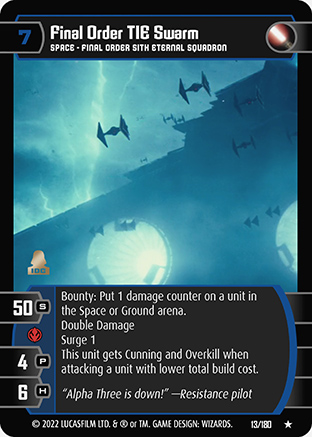 7 Final Order TIE Swarm
SPACE - FINAL ORDER SITH ETERNAL SQUADRON
IDC
50 S
4 P
6 H
Bounty: Put 1 damage counter on a unit in
the Space or Ground arena.
Double Damage
Surge 1
This unit gets Cunning and Overkill when
attacking a unit with lower total build cost.
“Alpha Three is down!” —Resistance pilot
© 2022 LUCASFILM LTD. & ® or TM. GAME DESIGN: WIZARDS. 13/180 ★